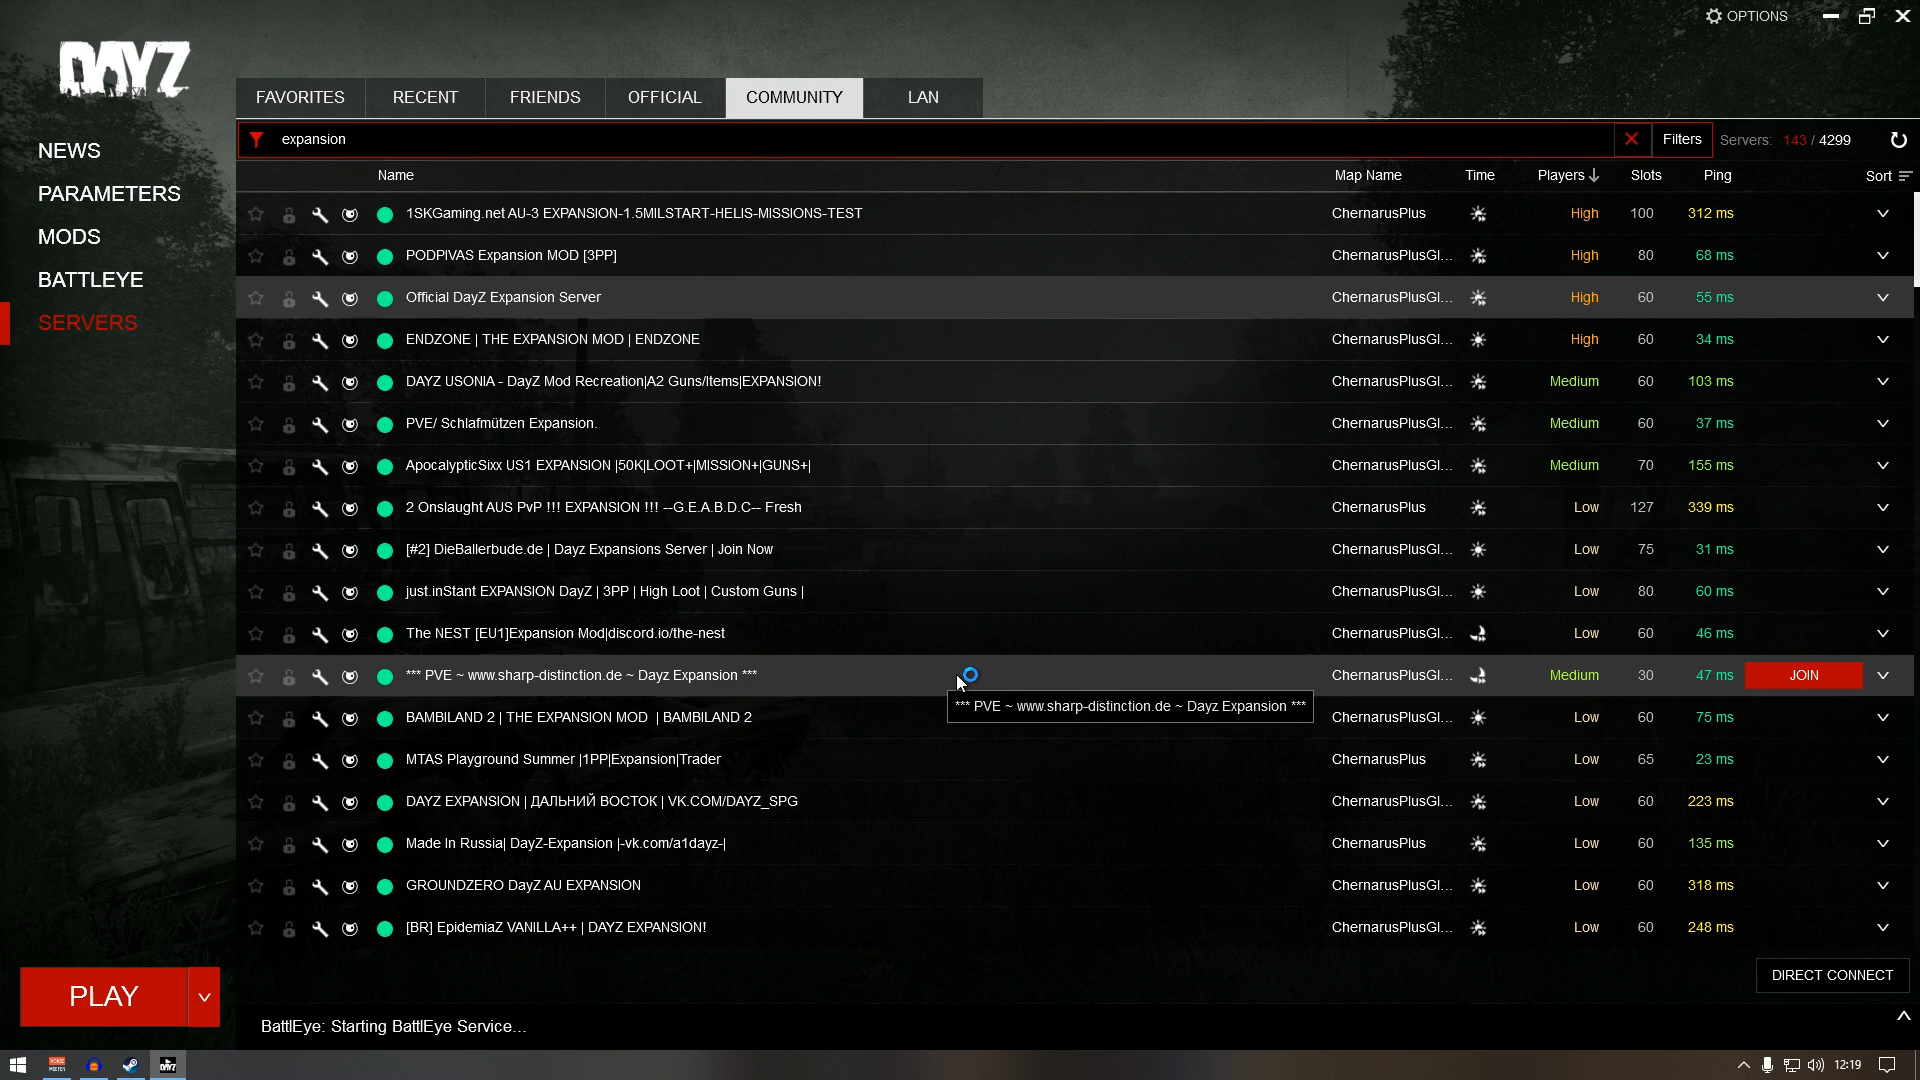 OPTIONS
DAYZ
FAVORITES RECENT FRIENDS OFFICIAL COMMUNITY LAN
NEWS
PARAMETERS
MODS
BATTLEYE
SERVERS
expansion Filters Servers: 143 / 4299
Name Map Name Time Players Slots Ping Sort
1SKGaming.net AU-3 EXPANSION-1.5MILSTART-HELIS-MISSIONS-TEST ChernarusPlus High 100 312 ms
PODPIVAS Expansion MOD [3PP] ChernarusPlusGl... High 80 68 ms
Official DayZ Expansion Server ChernarusPlusGl... High 60 55 ms
ENDZONE | THE EXPANSION MOD | ENDZONE ChernarusPlusGl... High 60 34 ms
DAYZ USONIA - DayZ Mod Recreation|A2 Guns/Items|EXPANSION! ChernarusPlusGl... Medium 60 103 ms
PVE/ Schlafmützen Expansion. ChernarusPlusGl... Medium 60 37 ms
ApocalypticSixx US1 EXPANSION |50K|LOOT+|MISSION+|GUNS+| ChernarusPlusGl... Medium 70 155 ms
2 Onslaught AUS PvP !!! EXPANSION !!! --G.E.A.B.D.C-- Fresh ChernarusPlus Low 127 339 ms
[#2] DieBallerbude.de | Dayz Expansions Server | Join Now ChernarusPlusGl... Low 75 31 ms
just.inStant EXPANSION DayZ | 3PP | High Loot | Custom Guns | ChernarusPlusGl... Low 80 60 ms
The NEST [EU1]Expansion Mod|discord.io/the-nest ChernarusPlusGl... Low 60 46 ms
*** PVE ~ www.sharp-distinction.de ~ Dayz Expansion *** ChernarusPlusGl... Medium 30 47 ms JOIN
*** PVE ~ www.sharp-distinction.de ~ Dayz Expansion ***
BAMBILAND 2 | THE EXPANSION MOD | BAMBILAND 2 ChernarusPlusGl... Low 60 75 ms
MTAS Playground Summer |1PP|Expansion|Trader ChernarusPlus Low 65 23 ms
DAYZ EXPANSION | ДАЛЬНИЙ ВОСТОК | VK.COM/DAYZ_SPG ChernarusPlusGl... Low 60 223 ms
Made In Russia| DayZ-Expansion |-vk.com/a1dayz-| ChernarusPlus Low 60 135 ms
GROUNDZERO DayZ AU EXPANSION ChernarusPlusGl... Low 60 318 ms
[BR] EpidemiaZ VANILLA++ | DAYZ EXPANSION! ChernarusPlusGl... Low 60 248 ms
DIRECT CONNECT
PLAY
BattlEye: Starting BattlEye Service...
VOICE
MEETER
DAYZ
12:19